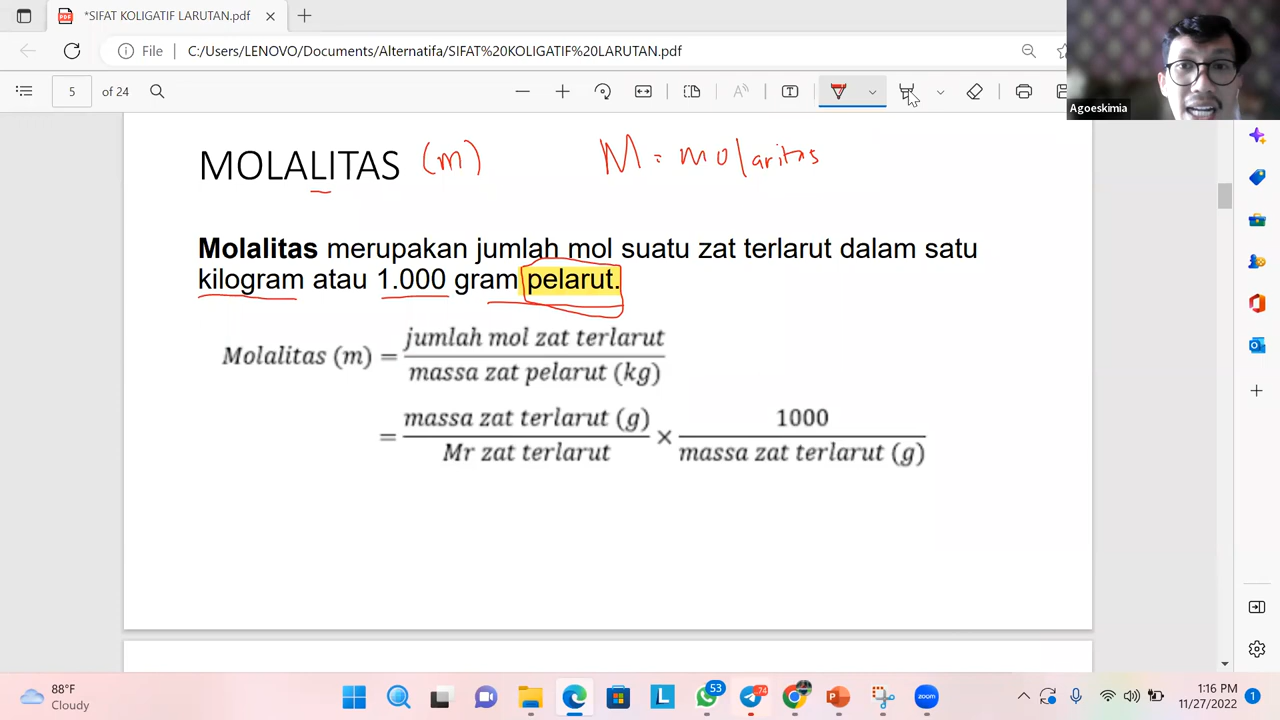 *SIFAT KOLIGATIF LARUTAN.pdf
File C:/Users/LENOVO/Documents/Alternatifa/SIFAT%20KOLIGATIF%20LARUTAN.pdf
5 of 24
Agoeskimia
MOLALITAS (m) M = molaritas
Molalitas merupakan jumlah mol suatu zat terlarut dalam satu
kilogram atau 1.000 gram pelarut.
Molalitas (m) = jumlah mol zat terlarut / massa zat pelarut (kg)
= massa zat terlarut (g) / Mr zat terlarut × 1000 / massa zat terlarut (g)
88°F
Cloudy
53
74
zoom
1:16 PM
11/27/2022
1